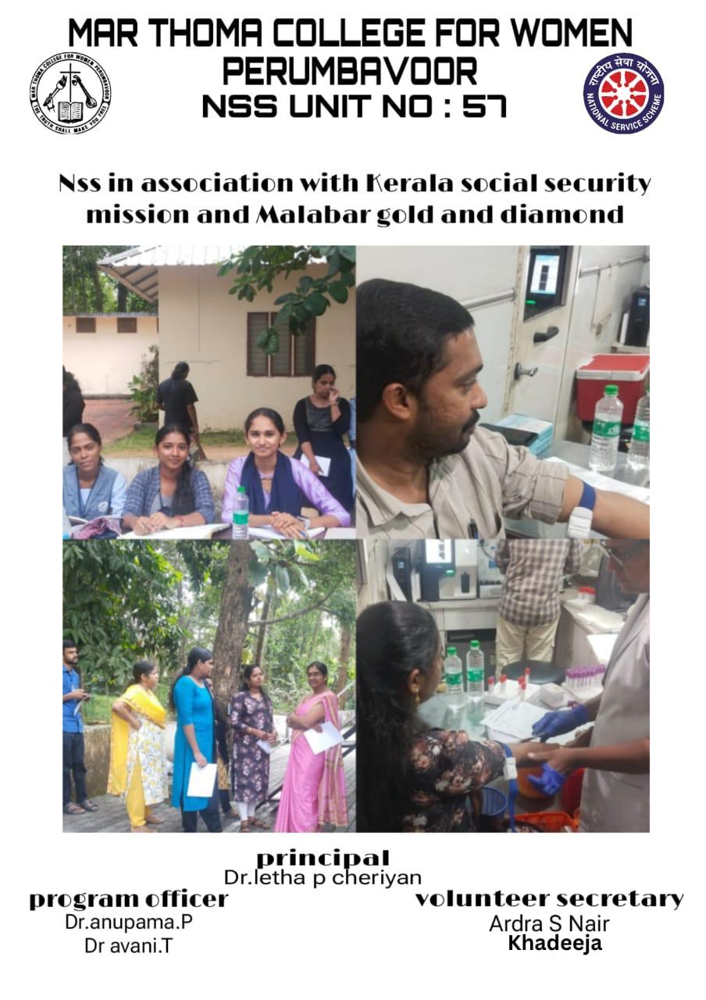 MAR THOMA COLLEGE FOR WOMEN
PERUMBAVOOR
NSS UNIT NO : 57
MAR THOMA COLLEGE FOR WOMEN PERUMBAVOOR
THE TRUTH SHALL MAKE YOU FREE
राष्ट्रीय सेवा योजना
NATIONAL SERVICE SCHEME
Nss in association with Kerala social security
mission and Malabar gold and diamond
principal
Dr.letha p cheriyan
program officer
Dr.anupama.P
Dr avani.T
volunteer secretary
Ardra S Nair
Khadeeja